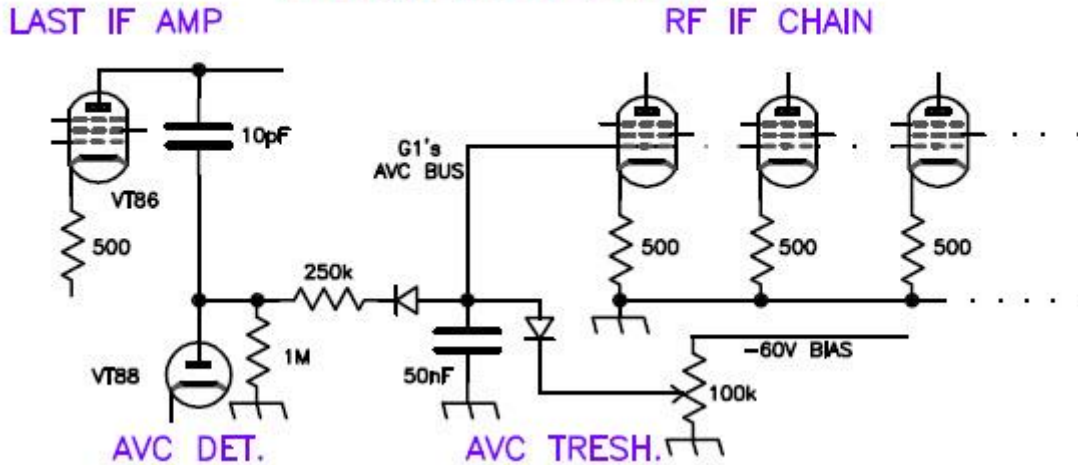 LAST IF AMP
RF IF CHAIN
10pF
G1's
AVC BUS
VT86
500
500
500
500
250k
-60V BIAS
VT88
1M
50nF
100k
AVC DET.
AVC TRESH.